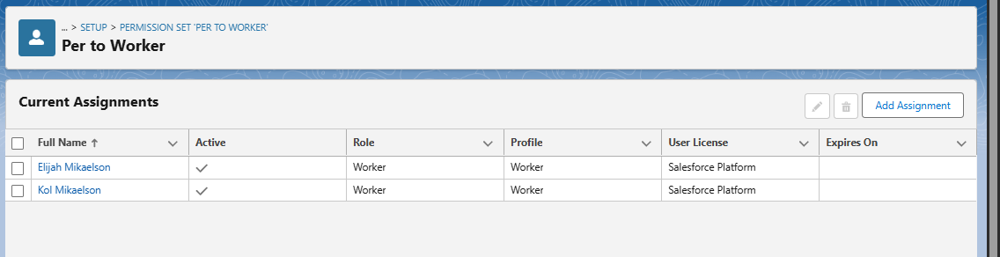 ... > SETUP > PERMISSION SET 'PER TO WORKER'
Per to Worker
Current Assignments
Add Assignment
Full Name Active Role Profile User License Expires On
Elijah Mikaelson Worker Worker Salesforce Platform
Kol Mikaelson Worker Worker Salesforce Platform